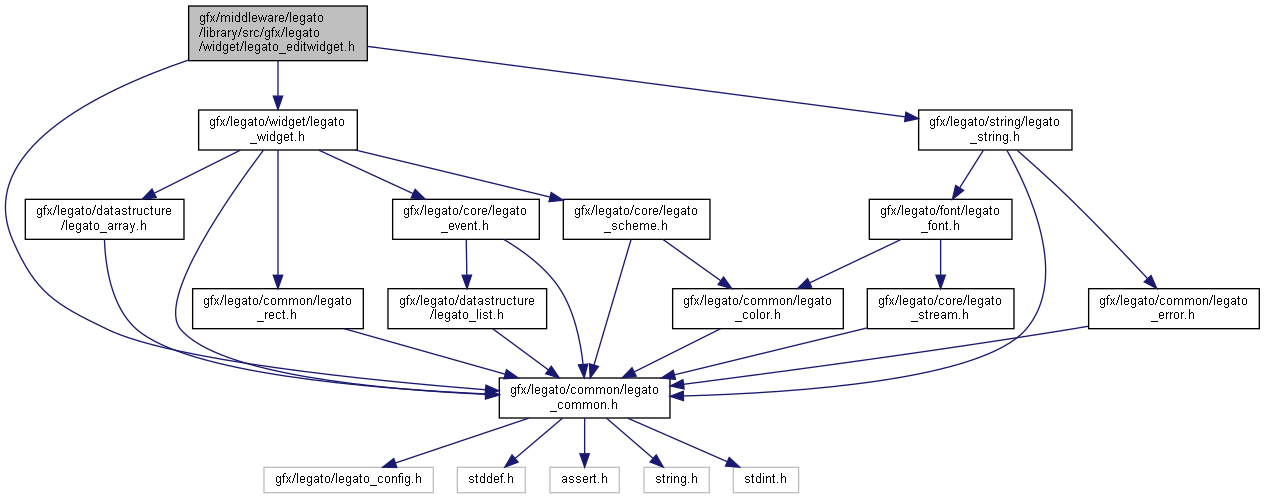 gfx/middleware/legato
/library/src/gfx/legato
/widget/legato_editwidget.h
gfx/legato/widget/legato
_widget.h
gfx/legato/string/legato
_string.h
gfx/legato/datastructure
/legato_array.h
gfx/legato/core/legato
_event.h
gfx/legato/core/legato
_scheme.h
gfx/legato/font/legato
_font.h
gfx/legato/common/legato
_rect.h
gfx/legato/datastructure
/legato_list.h
gfx/legato/common/legato
_color.h
gfx/legato/core/legato
_stream.h
gfx/legato/common/legato
_error.h
gfx/legato/common/legato
_common.h
gfx/legato/legato_config.h
stddef.h
assert.h
string.h
stdint.h